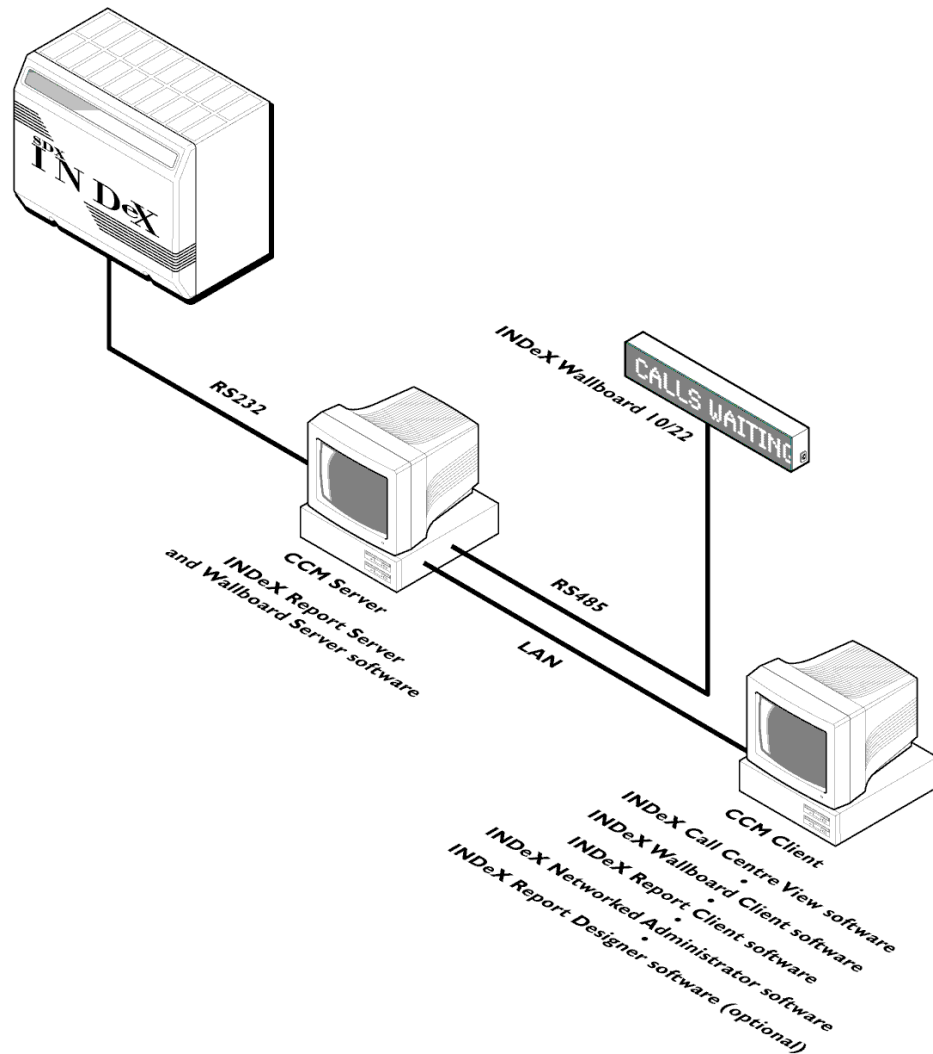 SDX
INDeX
RS232
INDeX Wallboard 10/22
CALLS WAITING
CCM Server
INDeX Report Server
and Wallboard Server software
RS485
LAN
CCM Client
INDeX Call Centre View software
•
INDeX Wallboard Client software
•
INDeX Report Client software
•
INDeX Networked Administrator software
•
INDeX Report Designer software (optional)